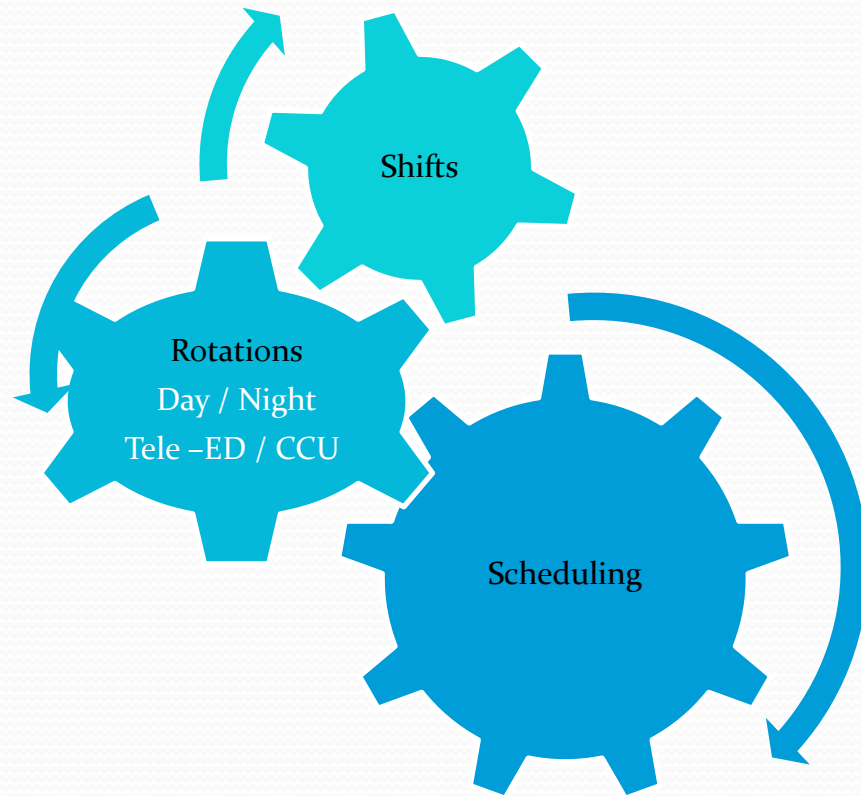 Shifts
Rotations
Day / Night
Tele –ED / CCU
Scheduling